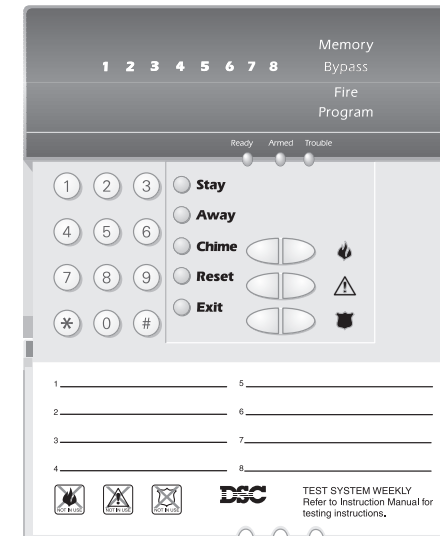 Memory
1 2 3 4 5 6 7 8 Bypass
Fire
Program
Ready Armed Trouble
1 2 3 Stay
Away
4 5 6
Chime
7 8 9 Reset
Exit
* 0 #
1 5
2 6
3 7
4 8
NOT IN USE NOT IN USE NOT IN USE
DSC
TEST SYSTEM WEEKLY
Refer to Instruction Manual for
testing instructions.